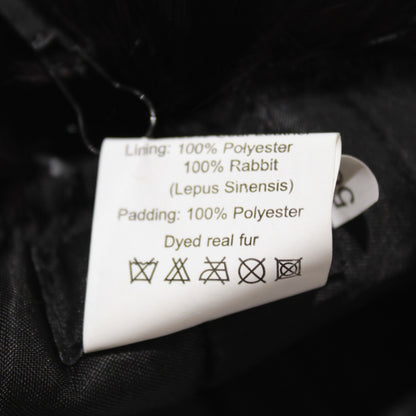 Lining: 100% Polyester
100% Rabbit
(Lepus Sinensis)
Padding: 100% Polyester
Dyed real fur